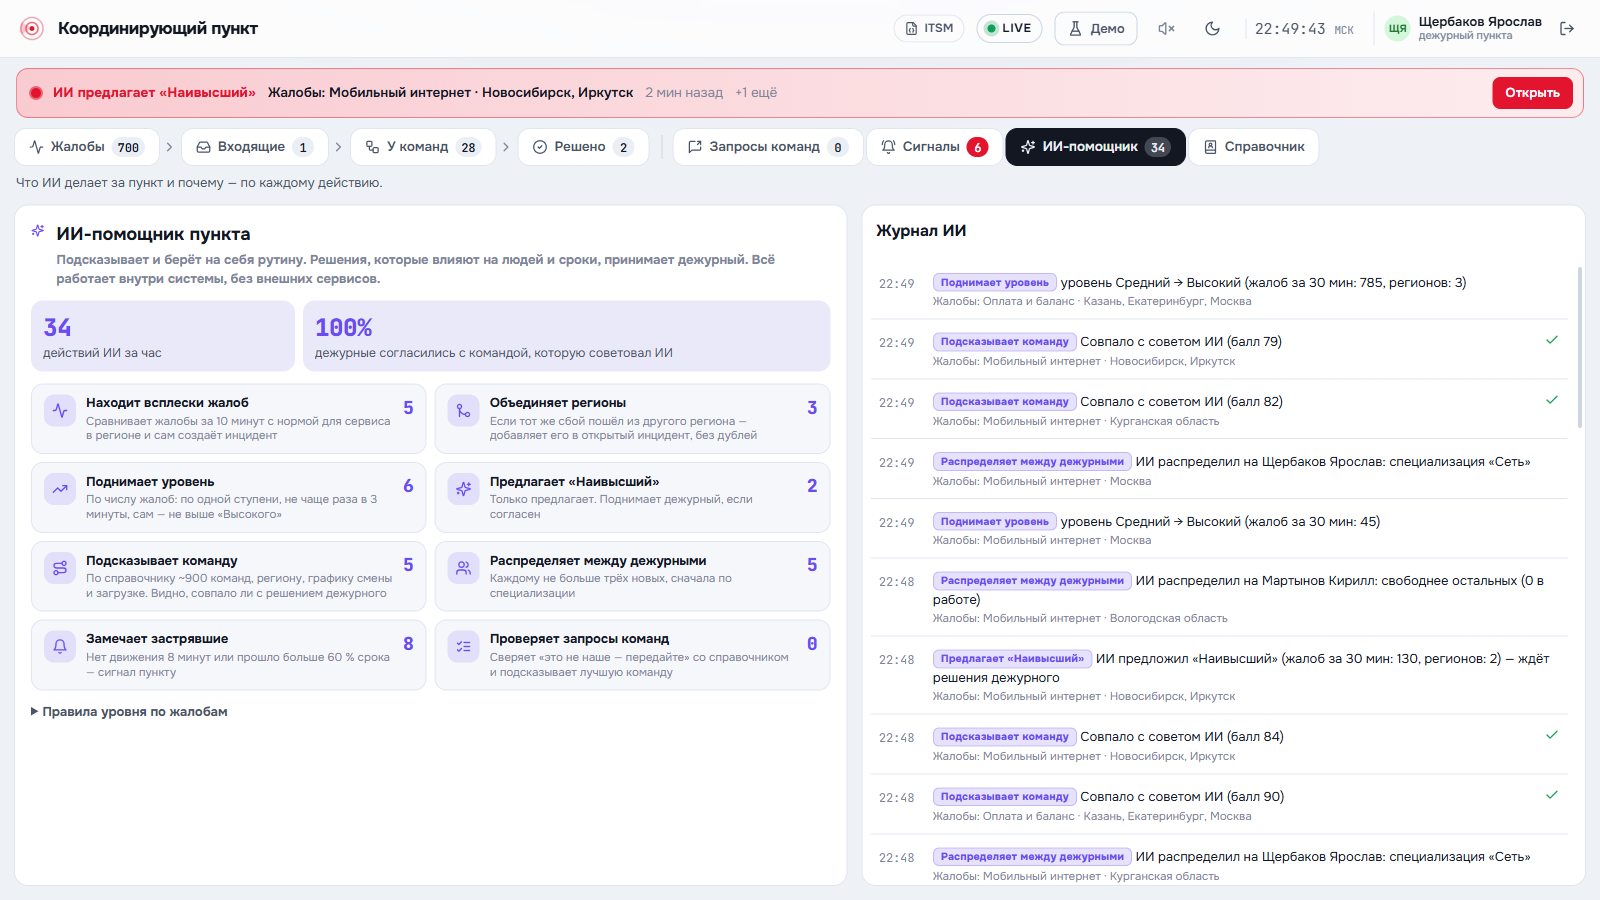 Координирующий пункт
ITSM
LIVE
Демо
22:49:43 МСК
ЩЯ
Щербаков Ярослав
дежурный пункта
ИИ предлагает «Наивысший» Жалобы: Мобильный интернет · Новосибирск, Иркутск 2 мин назад +1 ещё
Открыть
Жалобы 700
Входящие 1
У команд 28
Решено 2
Запросы команд 0
Сигналы 6
ИИ-помощник 34
Справочник
Что ИИ делает за пункт и почему — по каждому действию.
ИИ-помощник пункта
Подсказывает и берёт на себя рутину. Решения, которые влияют на людей и сроки, принимает дежурный. Всё
работает внутри системы, без внешних сервисов.
34
действий ИИ за час
100%
дежурные согласились с командой, которую советовал ИИ
Находит всплески жалоб 5
Сравнивает жалобы за 10 минут с нормой для сервиса
в регионе и сам создаёт инцидент
Объединяет регионы 3
Если тот же сбой пошёл из другого региона —
добавляет его в открытый инцидент, без дублей
Поднимает уровень 6
По числу жалоб: по одной ступени, не чаще раза в 3
минуты, сам — не выше «Высокого»
Предлагает «Наивысший» 2
Только предлагает. Поднимает дежурный, если
согласен
Подсказывает команду 5
По справочнику ~900 команд, региону, графику смены
и загрузке. Видно, совпало ли с решением дежурного
Распределяет между дежурными 5
Каждому не больше трёх новых, сначала по
специализации
Замечает застрявшие 8
Нет движения 8 минут или прошло больше 60 % срока
— сигнал пункту
Проверяет запросы команд 0
Сверяет «это не наше — передайте» со справочником
и подсказывает лучшую команду
Правила уровня по жалобам
Журнал ИИ
22:49 Поднимает уровень уровень Средний → Высокий (жалоб за 30 мин: 785, регионов: 3)
Жалобы: Оплата и баланс · Казань, Екатеринбург, Москва
22:49 Подсказывает команду Совпало с советом ИИ (балл 79)
Жалобы: Мобильный интернет · Новосибирск, Иркутск
22:49 Подсказывает команду Совпало с советом ИИ (балл 82)
Жалобы: Мобильный интернет · Курганская область
22:49 Распределяет между дежурными ИИ распределил на Щербаков Ярослав: специализация «Сеть»
Жалобы: Мобильный интернет · Москва
22:49 Поднимает уровень уровень Средний → Высокий (жалоб за 30 мин: 45)
Жалобы: Мобильный интернет · Москва
22:48 Распределяет между дежурными ИИ распределил на Мартынов Кирилл: свободнее остальных (0 в
работе)
Жалобы: Мобильный интернет · Вологодская область
22:48 Предлагает «Наивысший» ИИ предложил «Наивысший» (жалоб за 30 мин: 130, регионов: 2) — ждёт
решения дежурного
Жалобы: Мобильный интернет · Новосибирск, Иркутск
22:48 Подсказывает команду Совпало с советом ИИ (балл 84)
Жалобы: Мобильный интернет · Новосибирск, Иркутск
22:48 Подсказывает команду Совпало с советом ИИ (балл 90)
Жалобы: Оплата и баланс · Казань, Екатеринбург, Москва
22:48 Распределяет между дежурными ИИ распределил на Щербаков Ярослав: специализация «Сеть»
Жалобы: Мобильный интернет · Курганская область